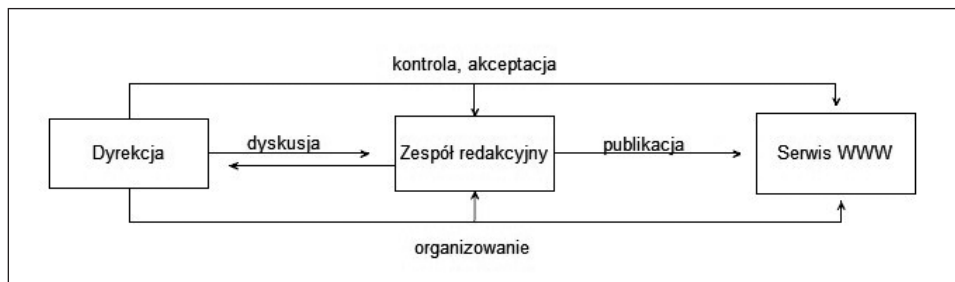 kontrola, akceptacja
Dyrekcja
dyskusja
Zespół redakcyjny
publikacja
Serwis WWW
organizowanie